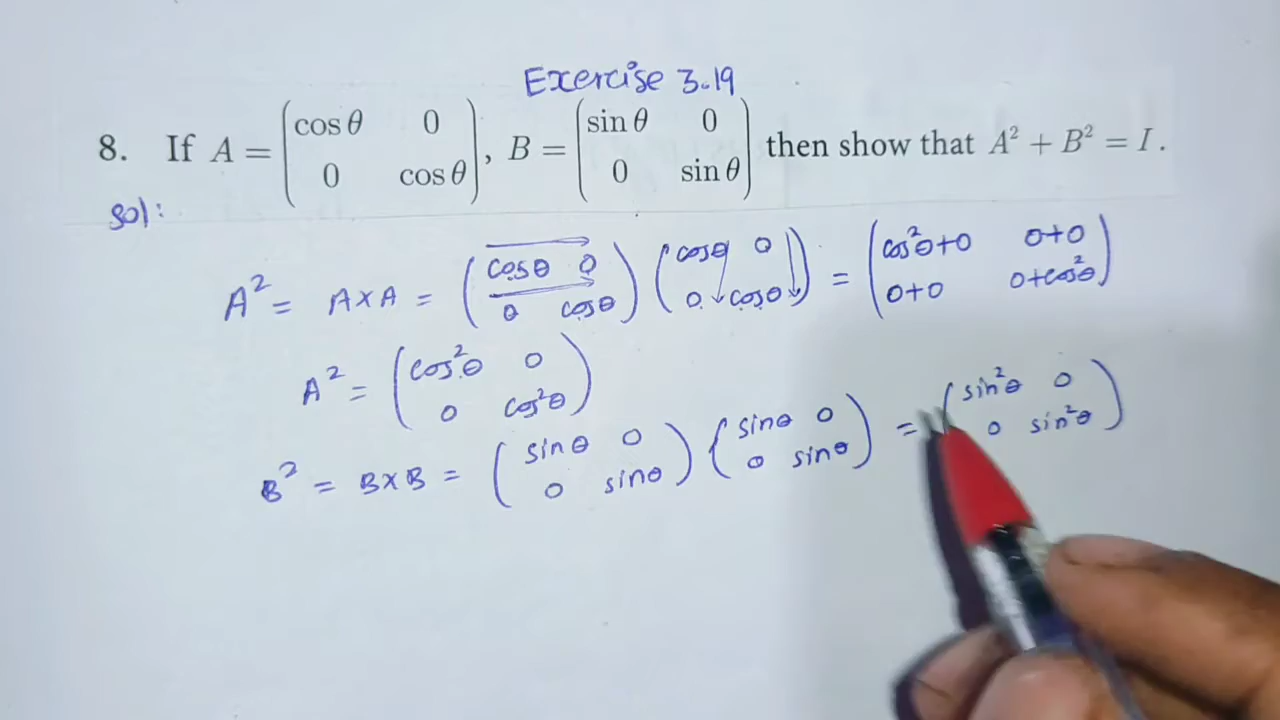 Exercise 3.19
8. If A = (cos θ 0
0 cos θ), B = (sin θ 0
0 sin θ) then show that A² + B² = I.
Sol:
A² = A×A = (cosθ 0
0 cosθ) (cosθ 0
0 cosθ) = (cos²θ+0 0+0
0+0 0+cos²θ)
A² = (cos²θ 0
0 cos²θ)
B² = B×B = (sinθ 0
0 sinθ) (sinθ 0
0 sinθ) = (sin²θ 0
0 sin²θ)